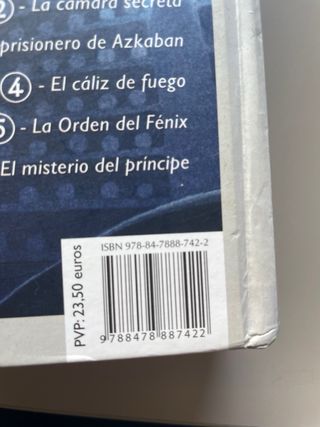 2 - La cámara secreta
prisionero de Azkaban
4 - El cáliz de fuego
5 - La Orden del Fénix
El misterio del príncipe
ISBN 978-84-7888-742-2
PVP: 23,50 euros
9 788478 887422